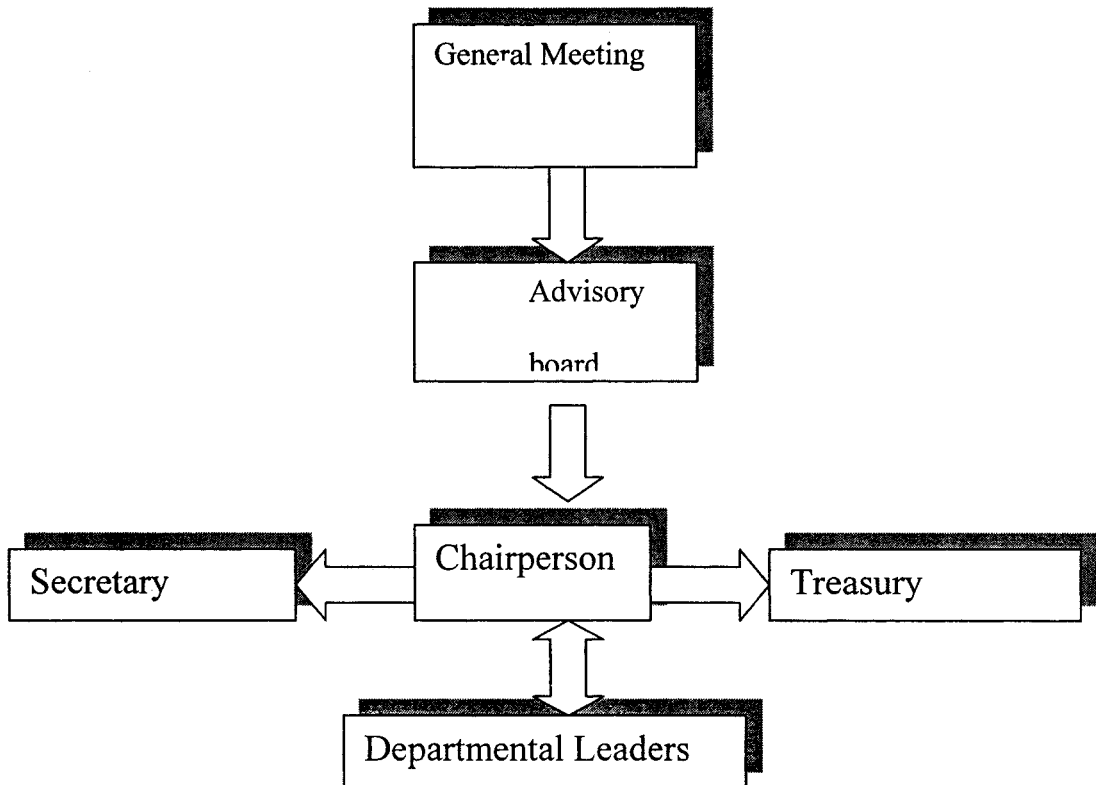 General Meeting
Advisory
board
Chairperson
Secretary
Treasury
Departmental Leaders